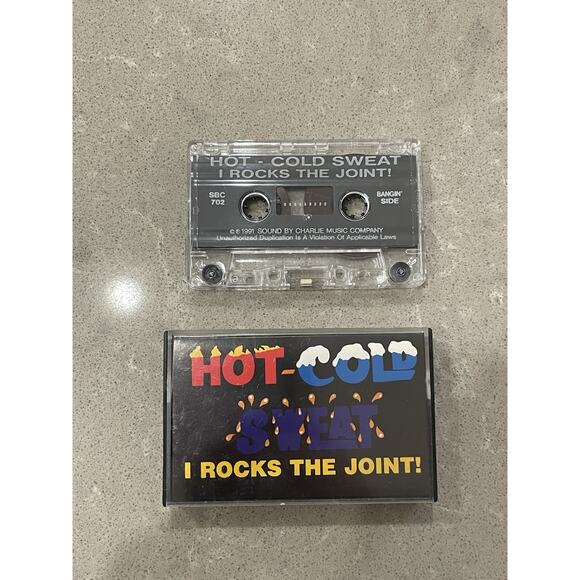 HOT - COLD SWEAT
I ROCKS THE JOINT!
SBC
702
BANGIN'
SIDE
©℗1991 SOUND BY CHARLIE MUSIC COMPANY
Unauthorized Duplication Is A Violation Of Applicable Laws
HOT-COLD
SWEAT
I ROCKS THE JOINT!